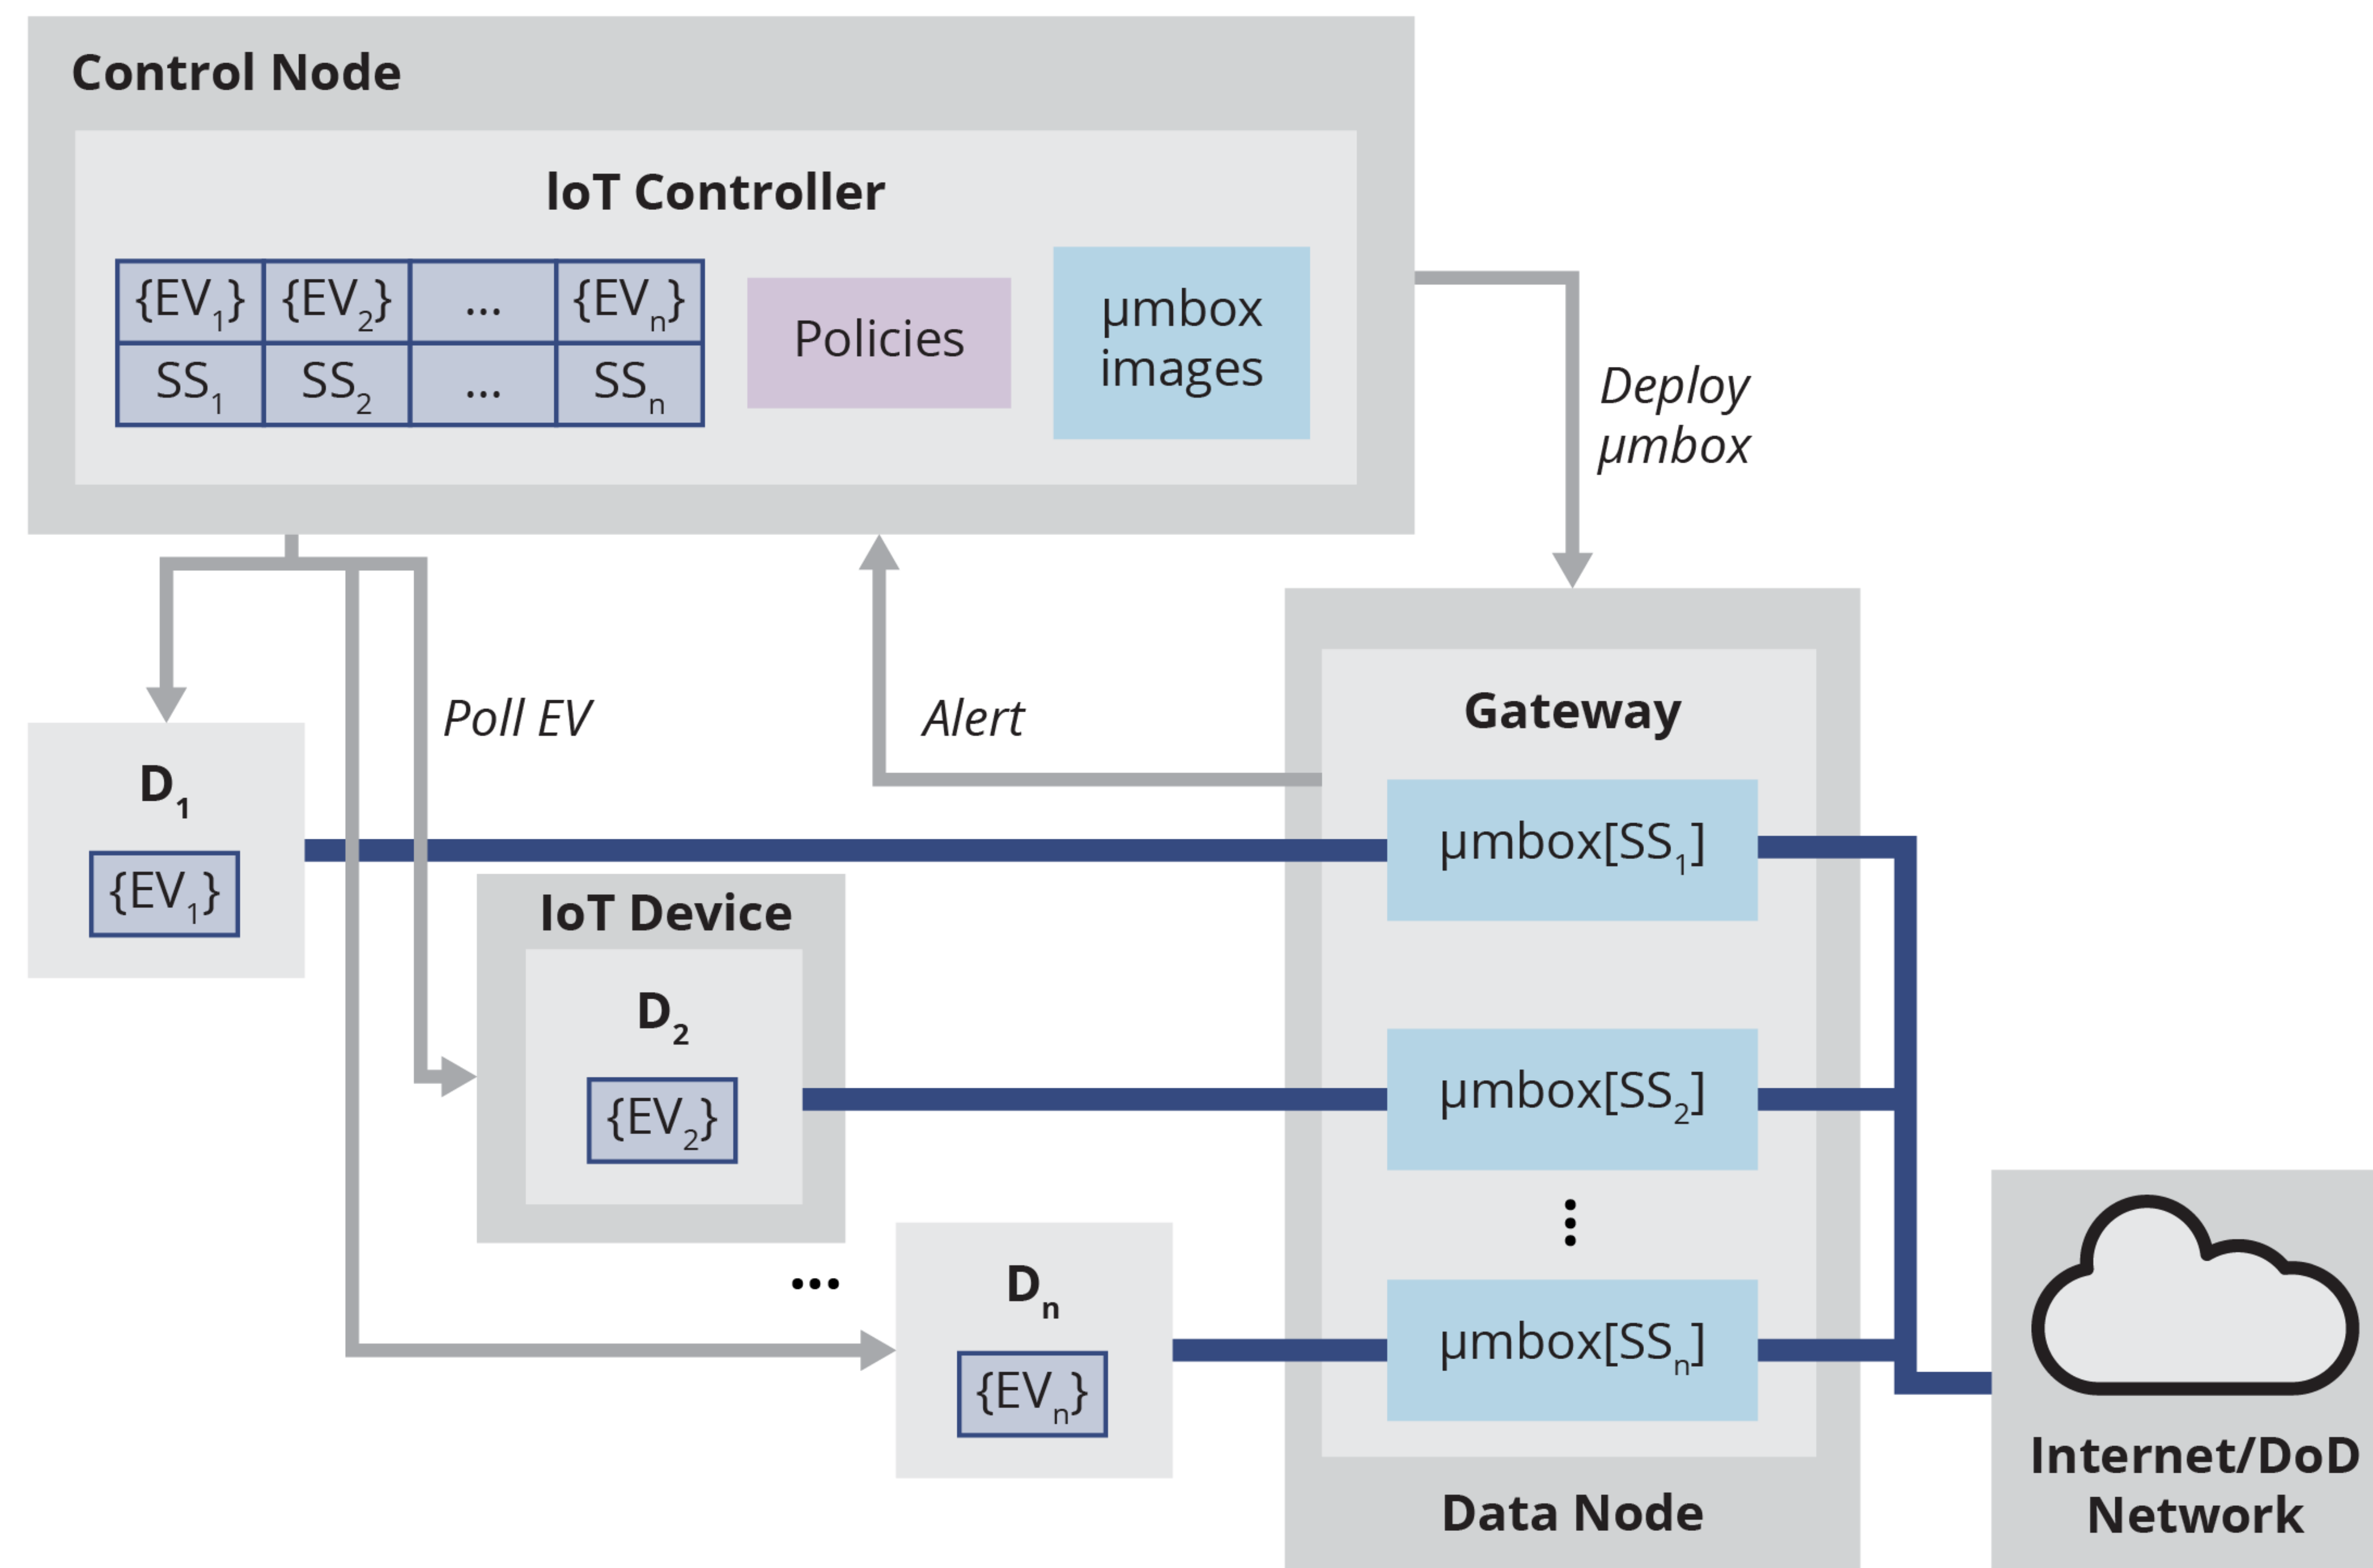 Control Node
IoT Controller
{EV₁} {EV₂} ... {EVₙ}
SS₁ SS₂ ... SSₙ
Policies
µmbox
images
Deploy
µmbox
Poll EV
Alert
Gateway
D₁
{EV₁}
µmbox[SS₁]
IoT Device
D₂
{EV₂}
µmbox[SS₂]
⋮
...
Dₙ
{EVₙ}
µmbox[SSₙ]
Data Node
Internet/DoD
Network